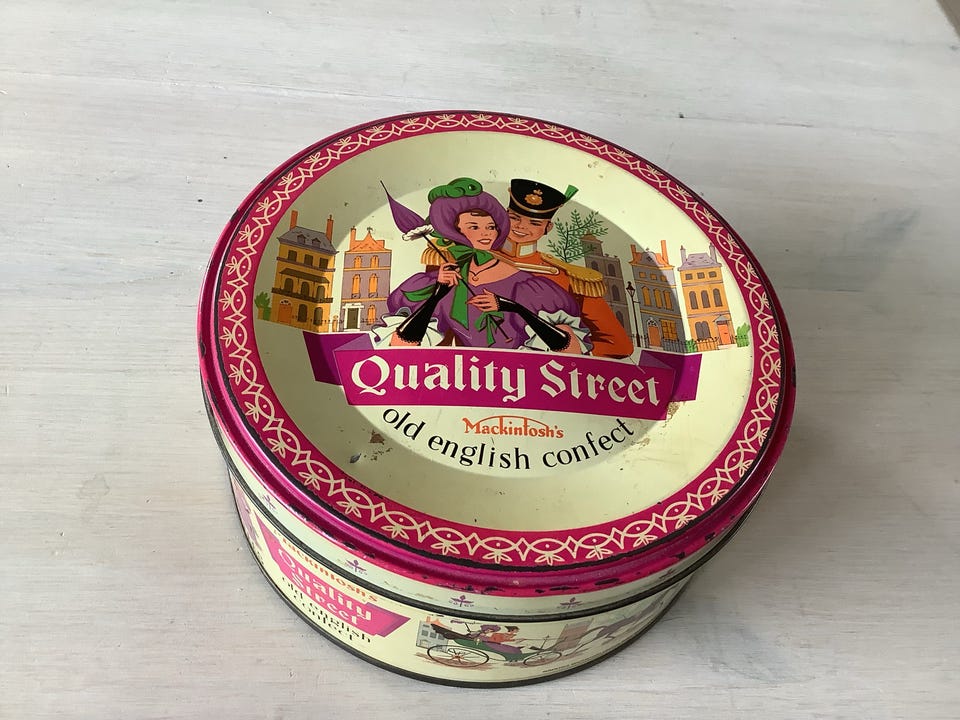 Quality Street
Mackintosh's
old english confect
Mackintosh's
Quality
Street
old english
confect